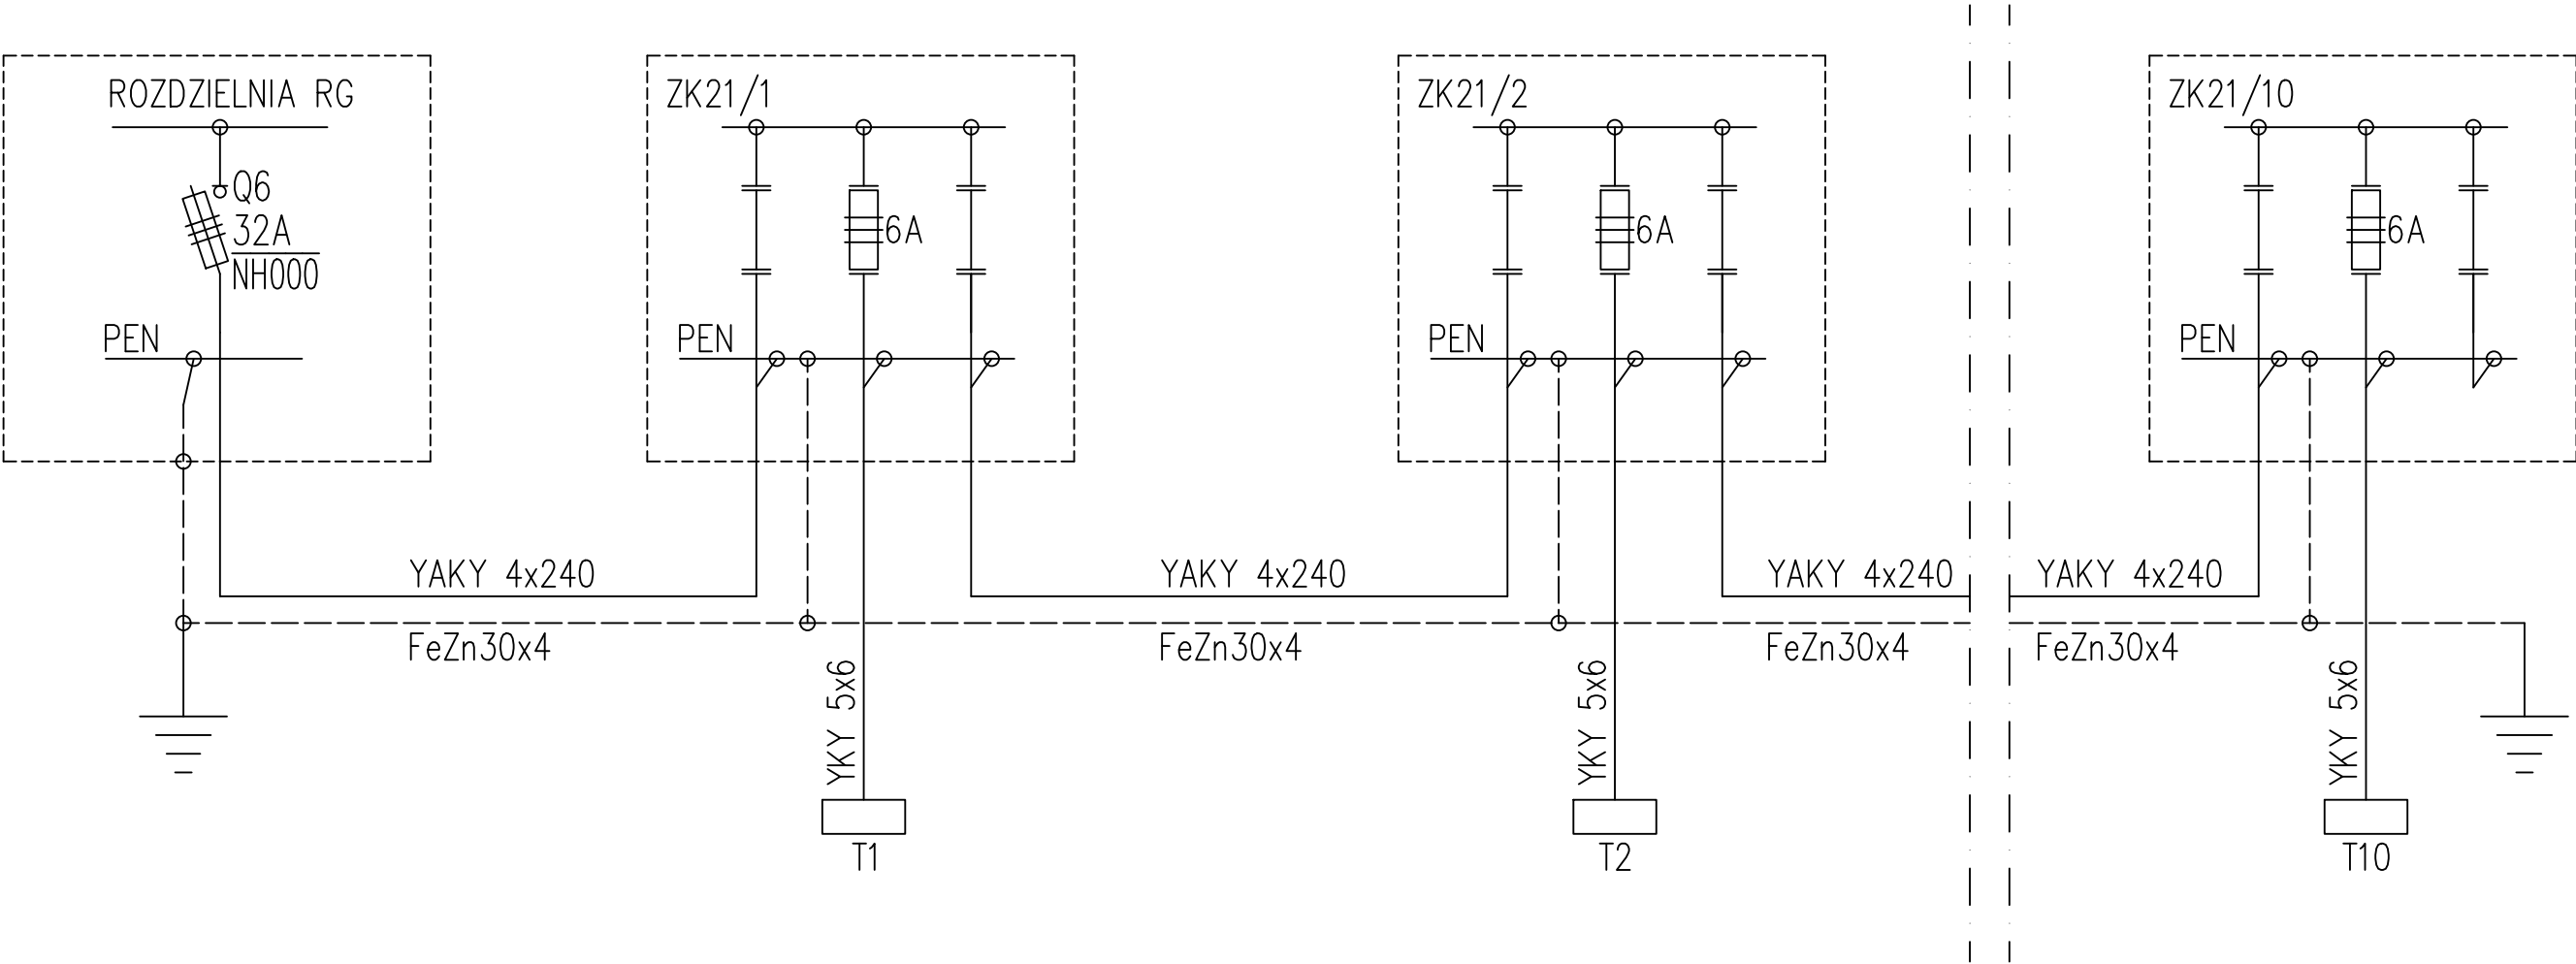 ROZDZIELNIA RG
Q6
32A
NH000
PEN
ZK21/1
6A
PEN
ZK21/2
6A
PEN
ZK21/10
6A
PEN
YAKY 4x240
YAKY 4x240
YAKY 4x240
YAKY 4x240
FeZn30x4
FeZn30x4
FeZn30x4
FeZn30x4
YKY 5x6
YKY 5x6
YKY 5x6
T1
T2
T10